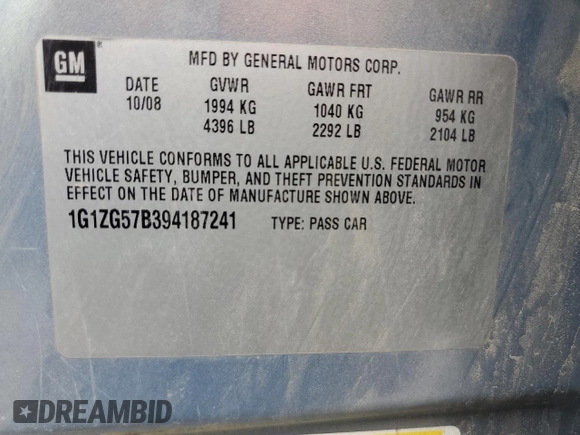 GM
MFD BY GENERAL MOTORS CORP.
DATE GVWR GAWR FRT GAWR RR
10/08 1994 KG 1040 KG 954 KG
4396 LB 2292 LB 2104 LB
THIS VEHICLE CONFORMS TO ALL APPLICABLE U.S. FEDERAL MOTOR
VEHICLE SAFETY, BUMPER, AND THEFT PREVENTION STANDARDS IN
EFFECT ON THE DATE OF MANUFACTURE SHOWN ABOVE.
1G1ZG57B394187241 TYPE: PASS CAR
DREAMBID